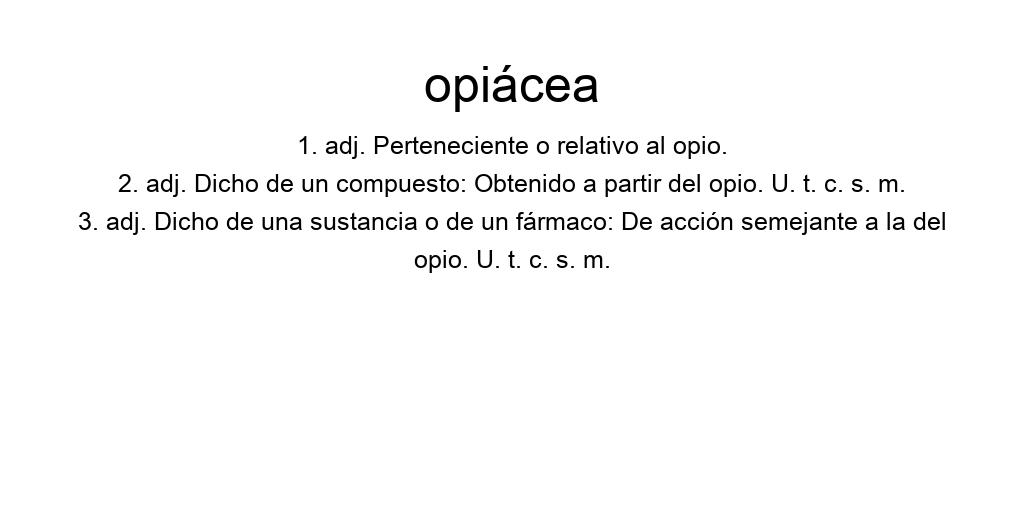 opiácea
1. adj. Perteneciente o relativo al opio.
2. adj. Dicho de un compuesto: Obtenido a partir del opio. U. t. c. s. m.
3. adj. Dicho de una sustancia o de un fármaco: De acción semejante a la del
opio. U. t. c. s. m.